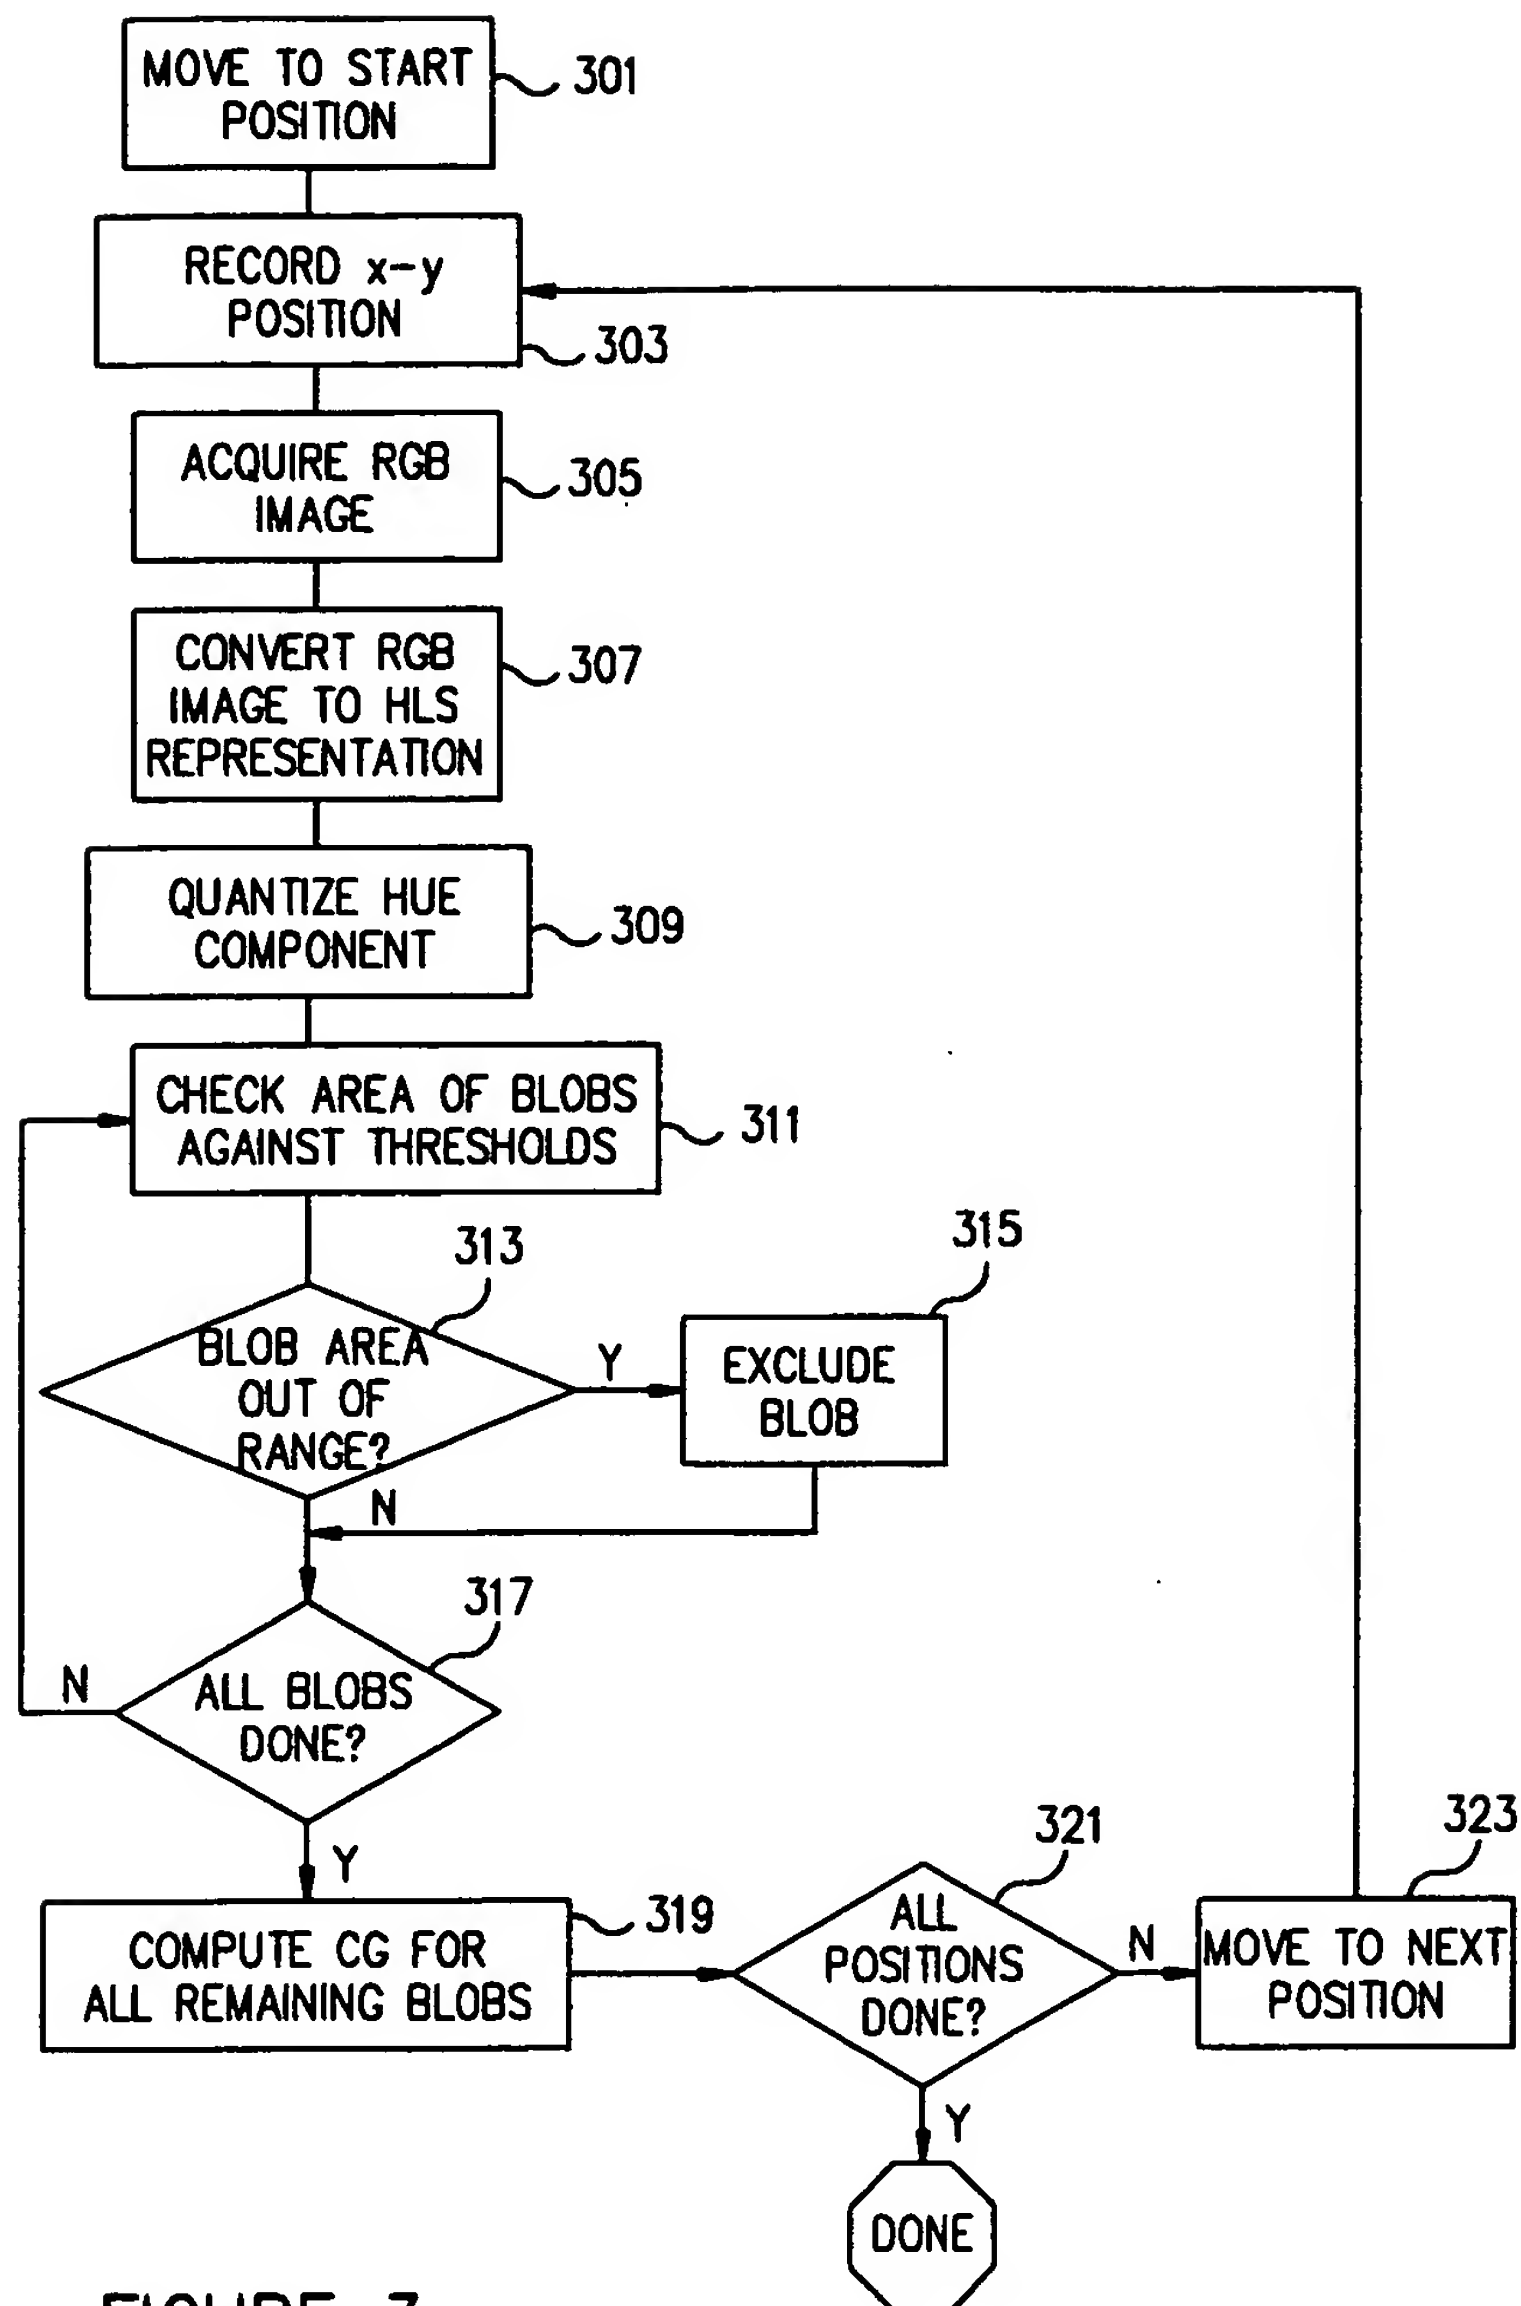 MOVE TO START
POSITION
301
RECORD x-y
POSITION
303
ACQUIRE RGB
IMAGE
305
CONVERT RGB
IMAGE TO HLS
REPRESENTATION
307
QUANTIZE HUE
COMPONENT
309
CHECK AREA OF BLOBS
AGAINST THRESHOLDS
311
313
BLOB AREA
OUT OF
RANGE?
Y
N
315
EXCLUDE
BLOB
317
ALL BLOBS
DONE?
N
Y
COMPUTE CG FOR
ALL REMAINING BLOBS
319
321
ALL
POSITIONS
DONE?
N
Y
323
MOVE TO NEXT
POSITION
DONE